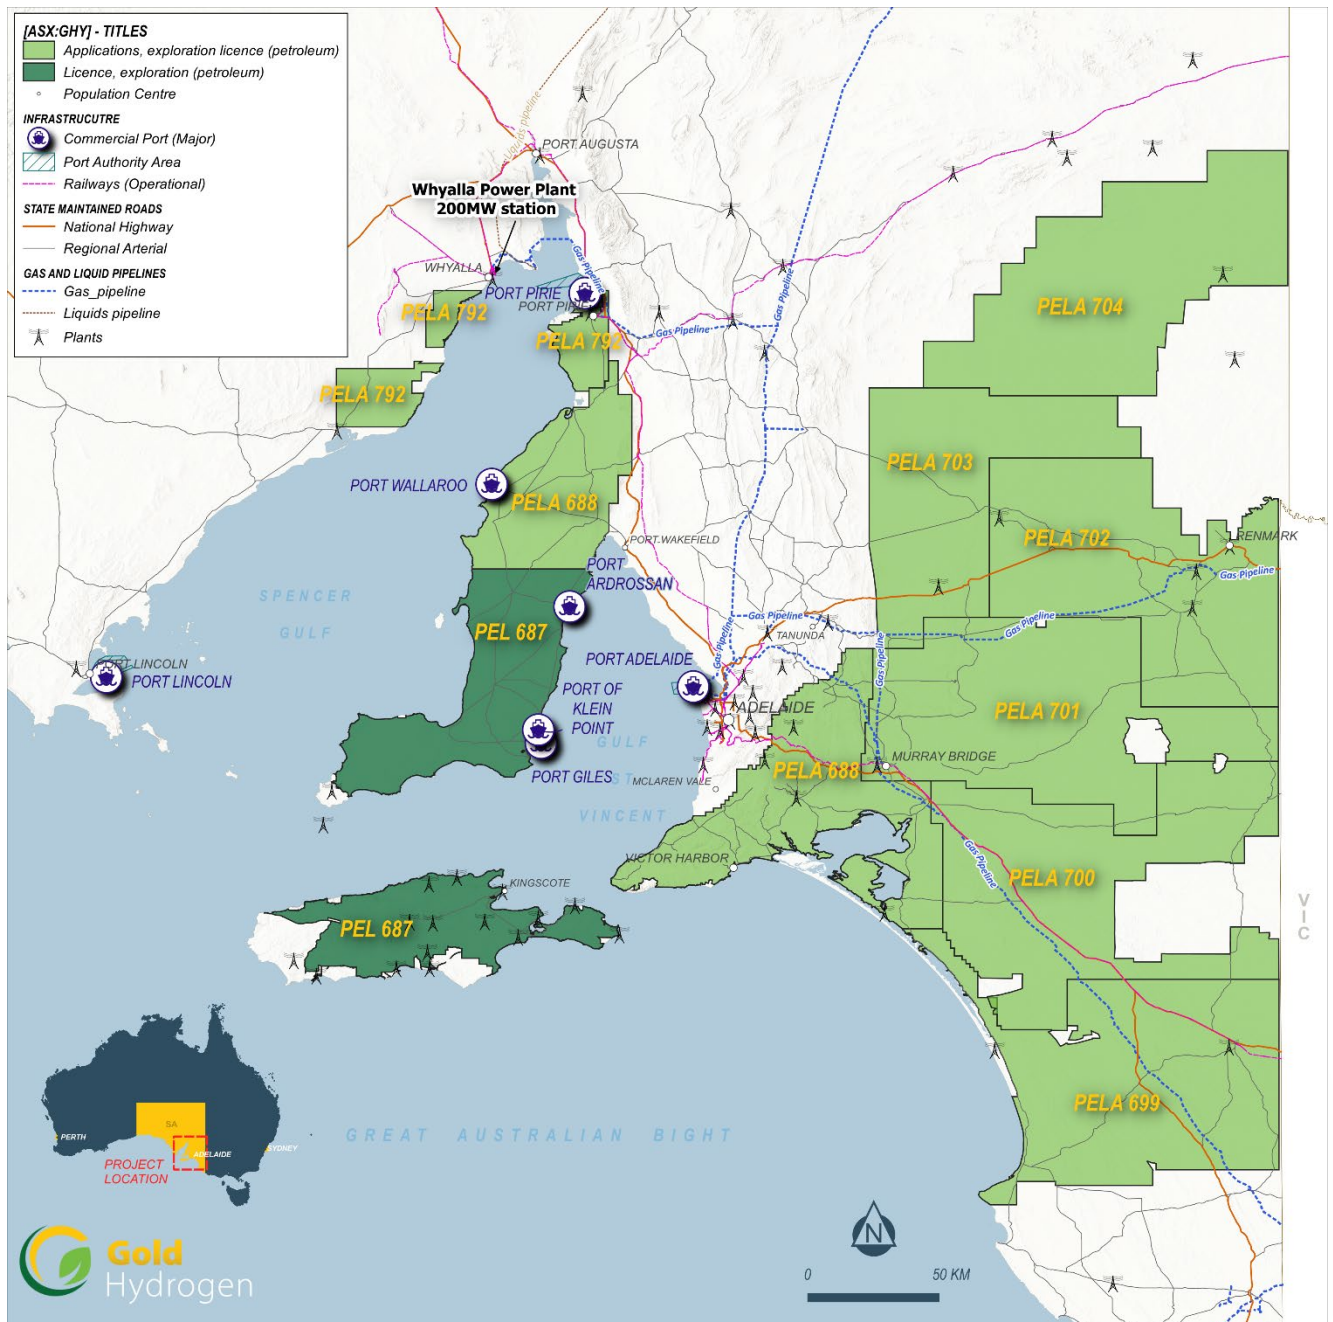 [ASX:GHY] - TITLES
Applications, exploration licence (petroleum)
Licence, exploration (petroleum)
Population Centre
INFRASTRUCUTRE
Commercial Port (Major)
Port Authority Area
Railways (Operational)
STATE MAINTAINED ROADS
National Highway
Regional Arterial
GAS AND LIQUID PIPELINES
Gas_pipeline
Liquids pipeline
Plants
Liquids pipeline
PORT AUGUSTA
Whyalla Power Plant
200MW station
WHYALLA
Gas Pipeline
PORT PIRIE
PORT PIRIE
PELA 792
PELA 792
PELA 792
Gas Pipeline
Gas Pipeline
PELA 704
PELA 703
PORT WALLAROO
PELA 688
PELA 702
PORT WAKEFIELD
RENMARK
PORT
ARDROSSAN
Gas Pipeline
SPENCER
GULF
PEL 687
Gas Pipeline
Gas Pipeline
TANUNDA
Gas Pipeline
Gas Pipeline
PORT LINCOLN
PORT LINCOLN
PORT ADELAIDE
PORT OF
KLEIN
POINT
ADELAIDE
PELA 701
GULF
ST
VINCENT
PORT GILES
MCLAREN VALE
PELA 688
MURRAY BRIDGE
Gas Pipeline
VICTOR HARBOR
PELA 700
KINGSCOTE
PEL 687
VIC
PELA 699
GREAT AUSTRALIAN BIGHT
SA
PERTH
ADELAIDE
SYDNEY
PROJECT
LOCATION
N
0 50 KM
Gold
Hydrogen